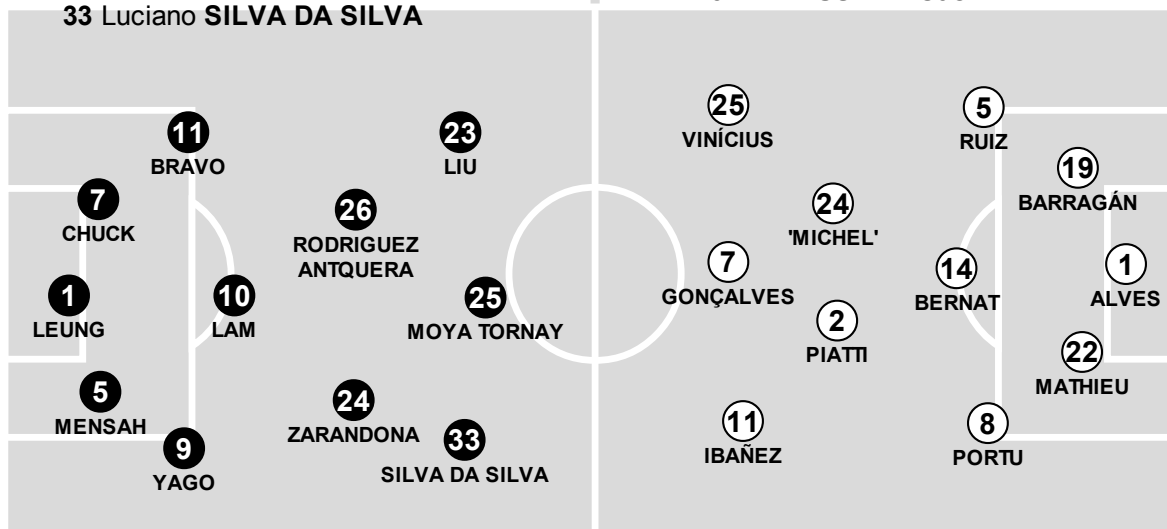 33 Luciano SILVA DA SILVA
11
BRAVO
7
CHUCK
1
LEUNG
10
LAM
5
MENSAH
9
YAGO
23
LIU
26
RODRIGUEZ
ANTQUERA
25
MOYA TORNAY
24
ZARANDONA
33
SILVA DA SILVA
25
VINÍCIUS
24
'MICHEL'
7
GONÇALVES
2
PIATTI
11
IBAÑEZ
5
RUIZ
19
BARRAGÁN
14
BERNAT
1
ALVES
22
MATHIEU
8
PORTU